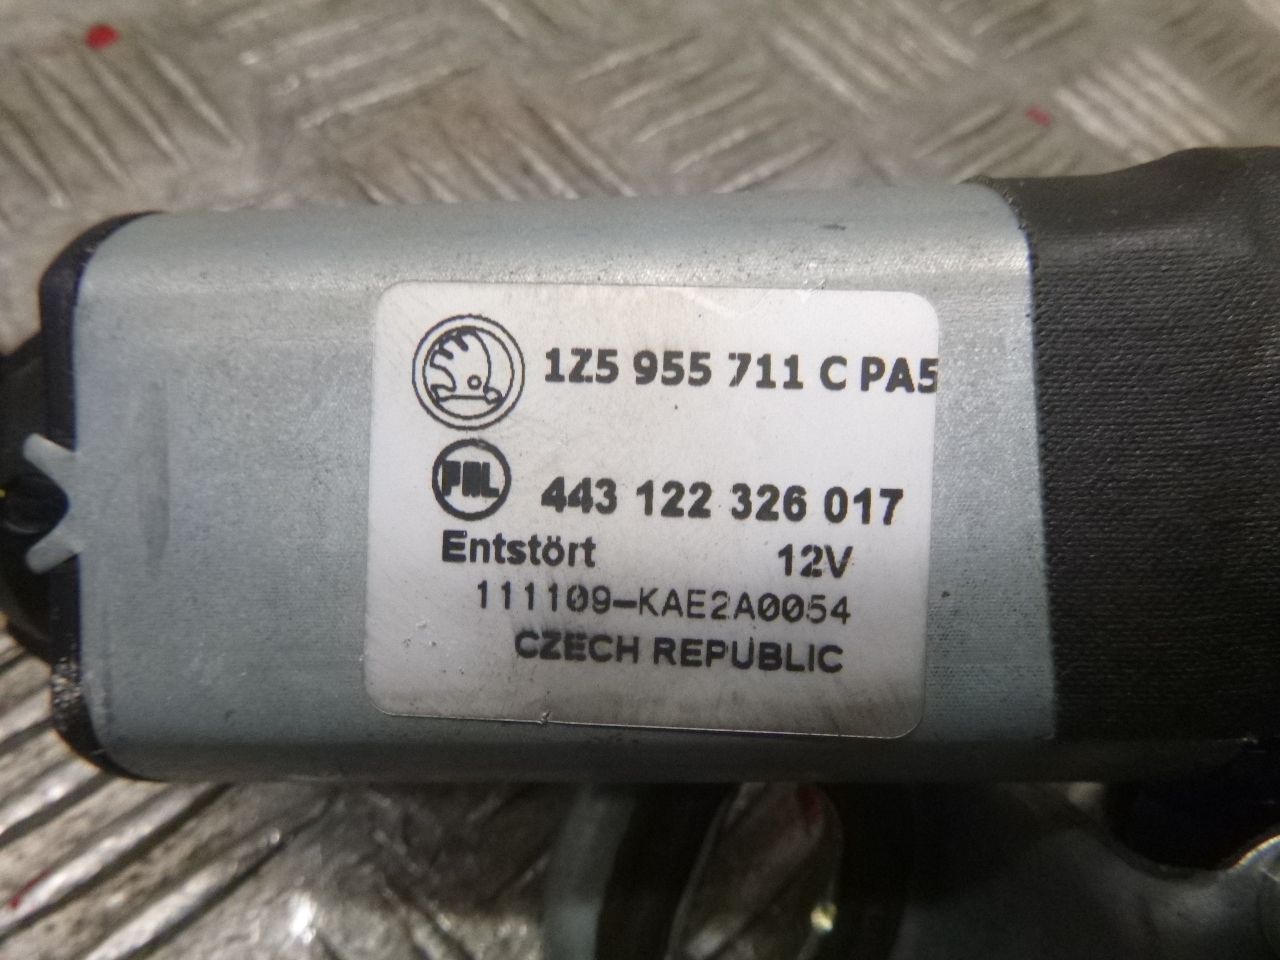 1Z5 955 711 C PA5
PAL 443 122 326 017
Entstört 12V
111109-KAE2A0054
CZECH REPUBLIC